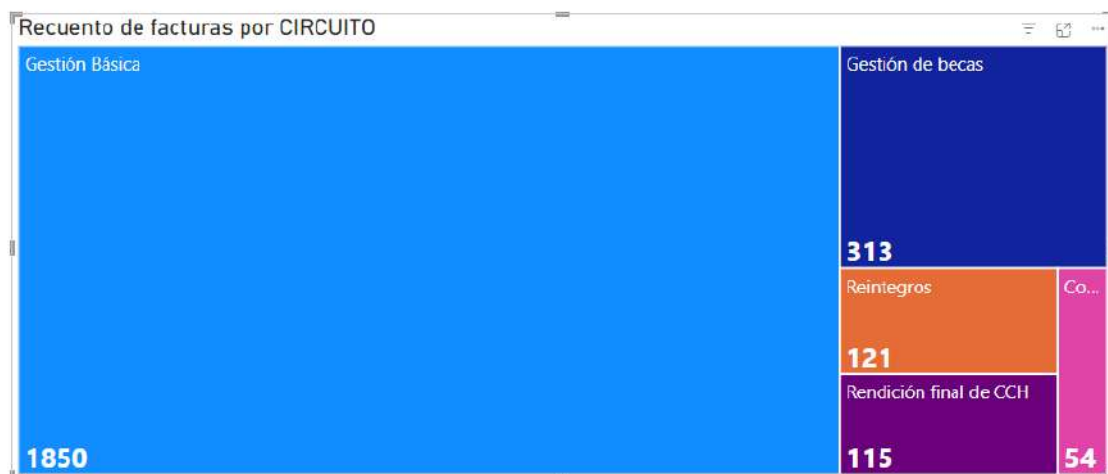 Recuento de facturas por CIRCUITO
Gestión Básica
1850
Gestión de becas
313
Reintegros
121
Rendición final de CCH
115
Co...
54